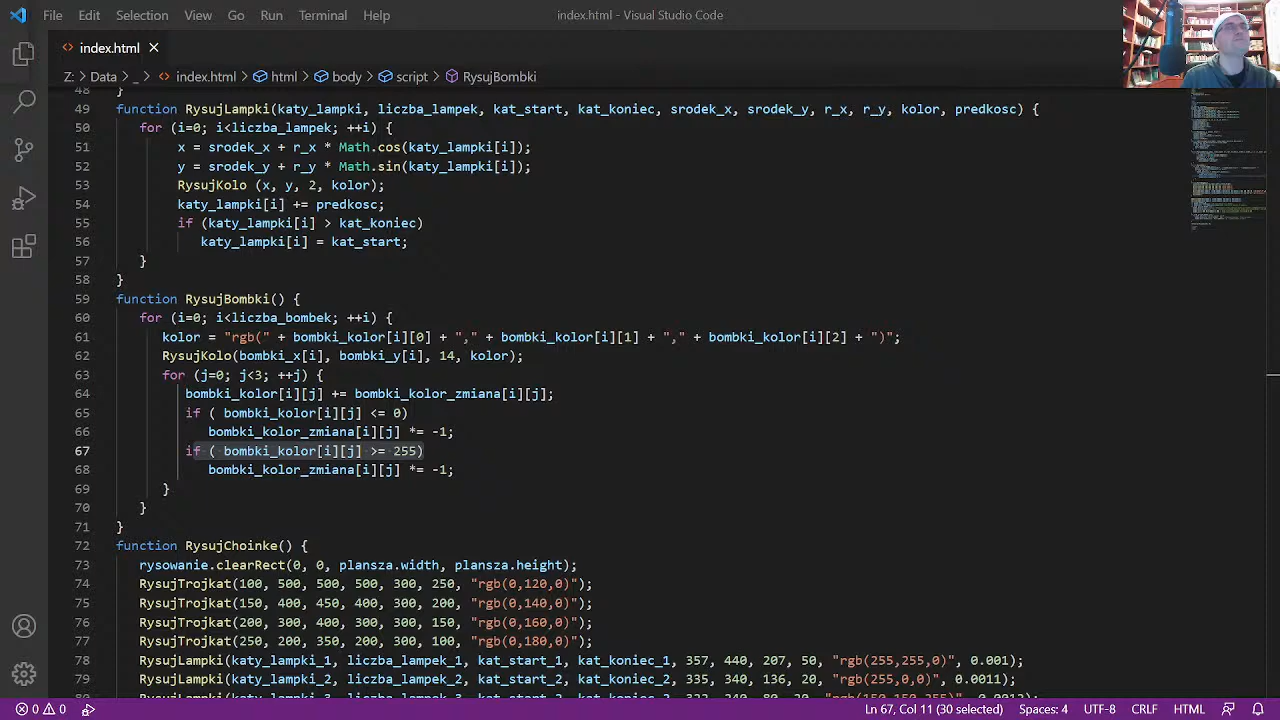 File Edit Selection View Go Run Terminal Help index.html - Visual Studio Code
index.html
Z: > Data > _ > index.html > html > body > script > RysujBombki
48 }
49 function RysujLampki(katy_lampki, liczba_lampek, kat_start, kat_koniec, srodek_x, srodek_y, r_x, r_y, kolor, predkosc) {
50 for (i=0; i<liczba_lampek; ++i) {
51 x = srodek_x + r_x * Math.cos(katy_lampki[i]);
52 y = srodek_y + r_y * Math.sin(katy_lampki[i]);
53 RysujKolo (x, y, 2, kolor);
54 katy_lampki[i] += predkosc;
55 if (katy_lampki[i] > kat_koniec)
56 katy_lampki[i] = kat_start;
57 }
58 }
59 function RysujBombki() {
60 for (i=0; i<liczba_bombek; ++i) {
61 kolor = "rgb(" + bombki_kolor[i][0] + "," + bombki_kolor[i][1] + "," + bombki_kolor[i][2] + ")";
62 RysujKolo(bombki_x[i], bombki_y[i], 14, kolor);
63 for (j=0; j<3; ++j) {
64 bombki_kolor[i][j] += bombki_kolor_zmiana[i][j];
65 if ( bombki_kolor[i][j] <= 0)
66 bombki_kolor_zmiana[i][j] *= -1;
67 if ( bombki_kolor[i][j] >= 255)
68 bombki_kolor_zmiana[i][j] *= -1;
69 }
70 }
71 }
72 function RysujChoinke() {
73 rysowanie.clearRect(0, 0, plansza.width, plansza.height);
74 RysujTrojkat(100, 500, 500, 500, 300, 250, "rgb(0,120,0)");
75 RysujTrojkat(150, 400, 450, 400, 300, 200, "rgb(0,140,0)");
76 RysujTrojkat(200, 300, 400, 300, 300, 150, "rgb(0,160,0)");
77 RysujTrojkat(250, 200, 350, 200, 300, 100, "rgb(0,180,0)");
78 RysujLampki(katy_lampki_1, liczba_lampek_1, kat_start_1, kat_koniec_1, 357, 440, 207, 50, "rgb(255,255,0)", 0.001);
79 RysujLampki(katy_lampki_2, liczba_lampek_2, kat_start_2, kat_koniec_2, 335, 340, 136, 20, "rgb(255,0,0)", 0.0011);
0 0 Ln 67, Col 11 (30 selected) Spaces: 4 UTF-8 CRLF HTML